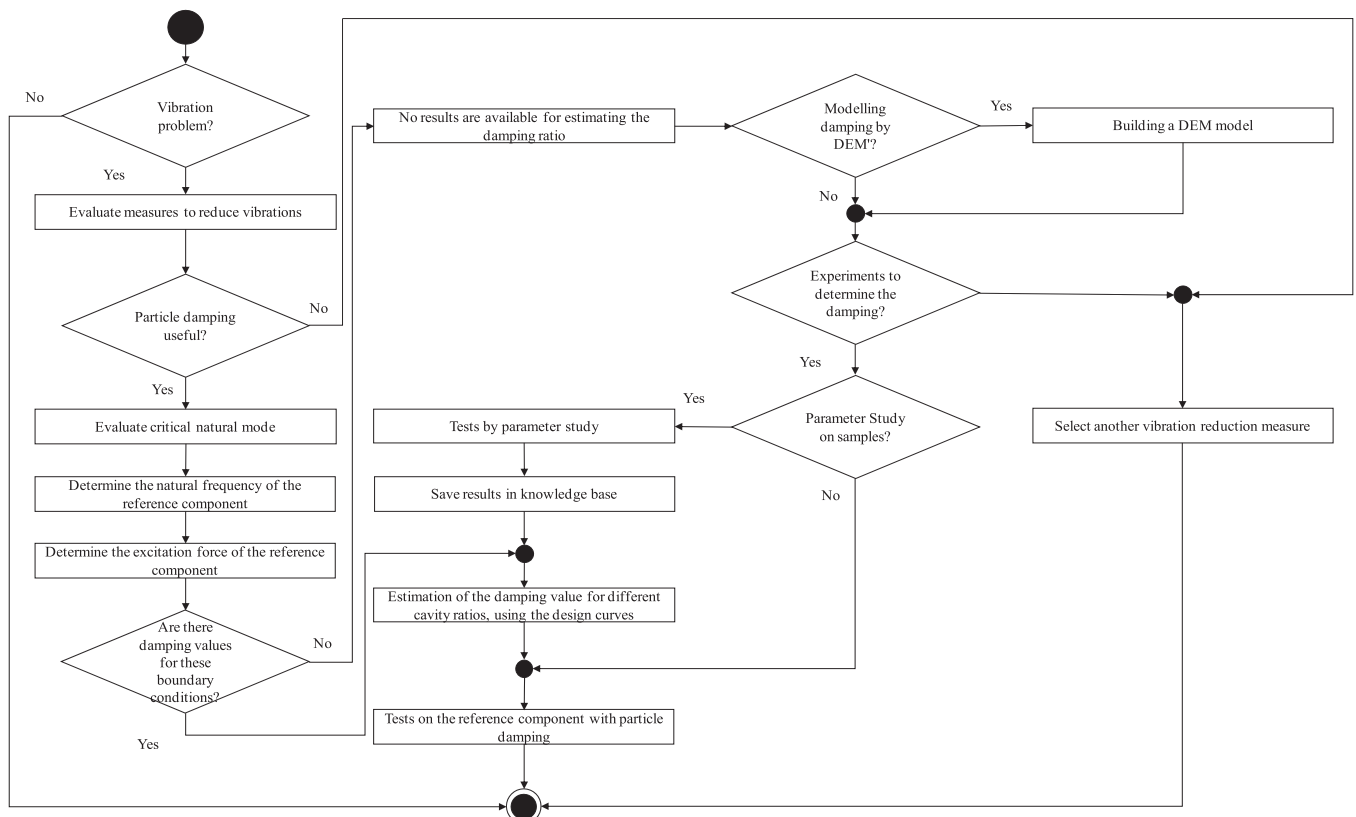 No
Vibration
problem?
Yes
Evaluate measures to reduce vibrations
Particle damping
useful?
No
Yes
Evaluate critical natural mode
Determine the natural frequency of the
reference component
Determine the excitation force of the reference
component
Are there
damping values
for these
boundary
conditions?
No
Yes
No results are available for estimating the
damping ratio
Modelling
damping by
DEM'?
Yes
Building a DEM model
No
Experiments to
determine the
damping?
Yes
Parameter Study
on samples?
Yes
No
Tests by parameter study
Save results in knowledge base
Estimation of the damping value for different
cavity ratios, using the design curves
Tests on the reference component with particle
damping
Select another vibration reduction measure